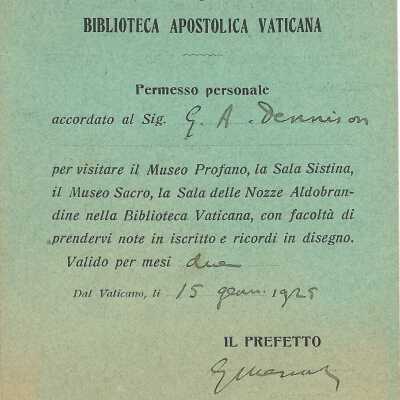 BIBLIOTECA APOSTOLICA VATICANA
Permesso personale
accordato al Sig. G. A. Dennison
per visitare il Museo Profano, la Sala Sistina,
il Museo Sacro, la Sala delle Nozze Aldobran-
dine nella Biblioteca Vaticana, con facoltà di
prendervi note in iscritto e ricordi in disegno.
Valido per mesi due
Dal Vaticano, li 15 genn. 1925
IL PREFETTO